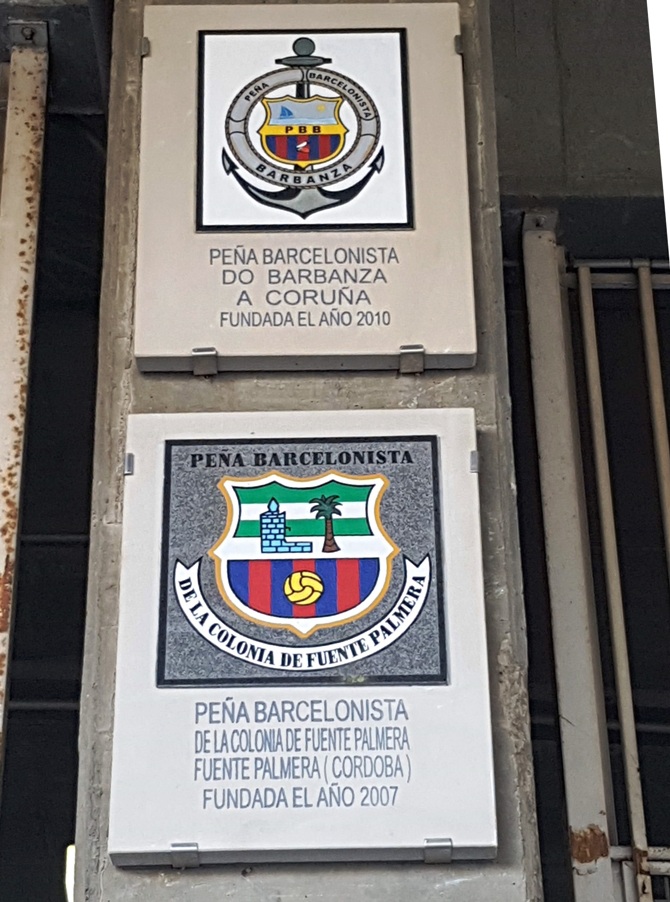 PEÑA BARCELONISTA
PBB
BARBANZA
PEÑA BARCELONISTA
DO BARBANZA
A CORUÑA
FUNDADA EL AÑO 2010
PEÑA BARCELONISTA
DE LA COLONIA DE FUENTE PALMERA
PEÑA BARCELONISTA
DE LA COLONIA DE FUENTE PALMERA
FUENTE PALMERA ( CORDOBA )
FUNDADA EL AÑO 2007